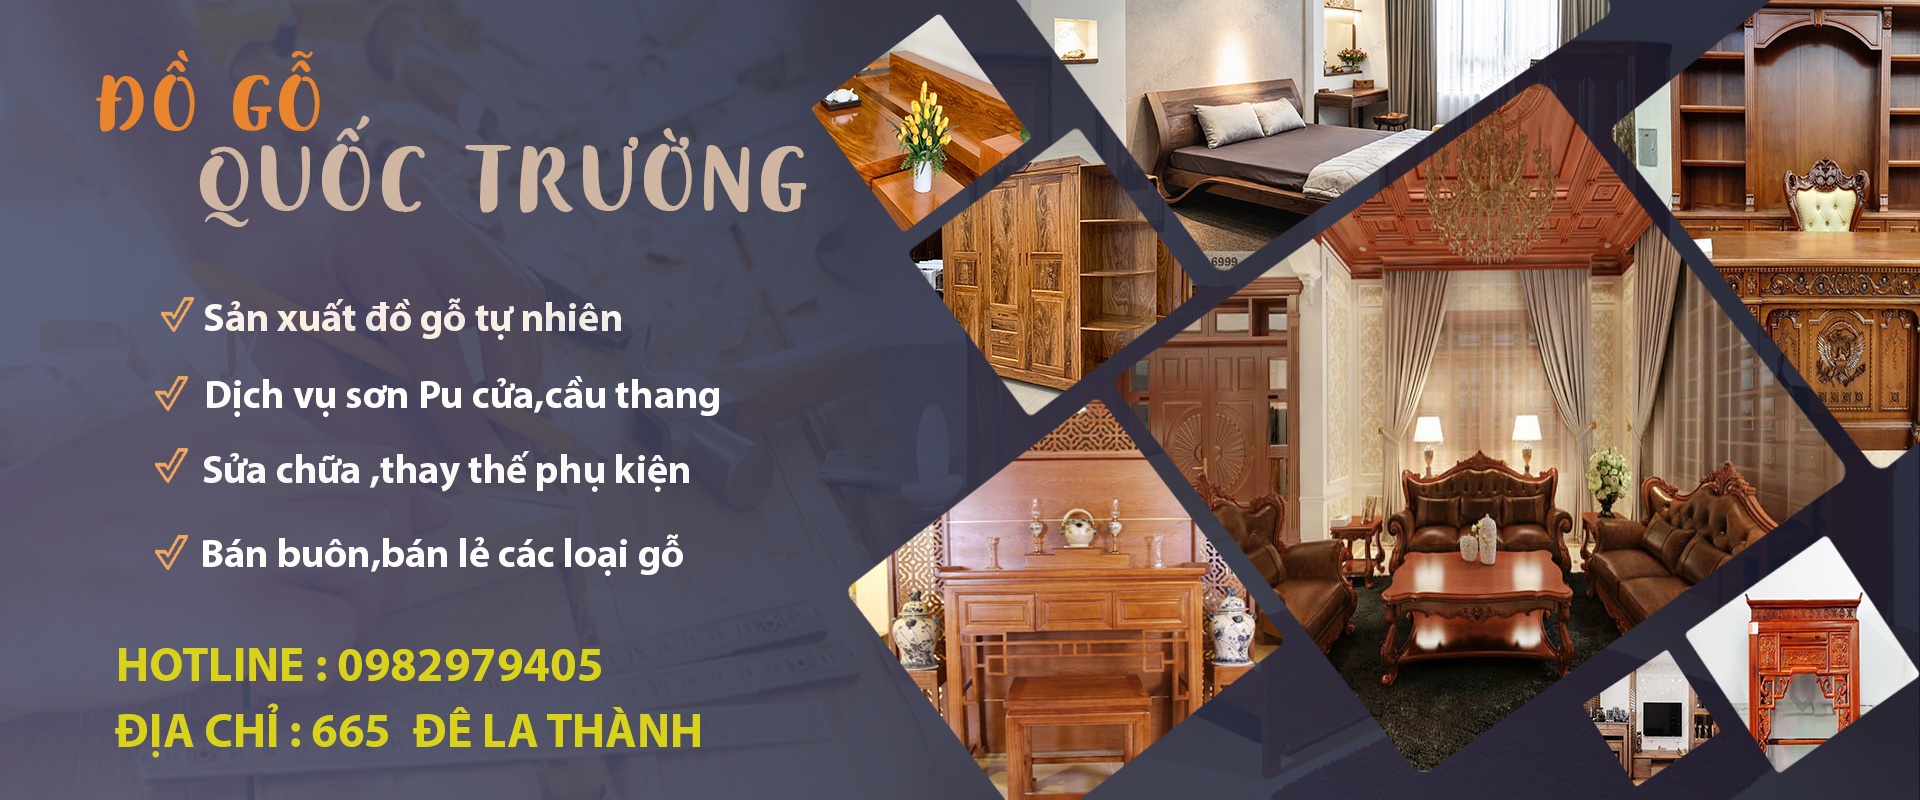 ĐỒ GỖ
QUỐC TRƯỜNG
Sản xuất đồ gỗ tự nhiên
Dịch vụ sơn Pu cửa,cầu thang
Sửa chữa ,thay thế phụ kiện
Bán buôn,bán lẻ các loại gỗ
HOTLINE : 0982979405
ĐỊA CHỈ : 665 ĐÊ LA THÀNH
6999